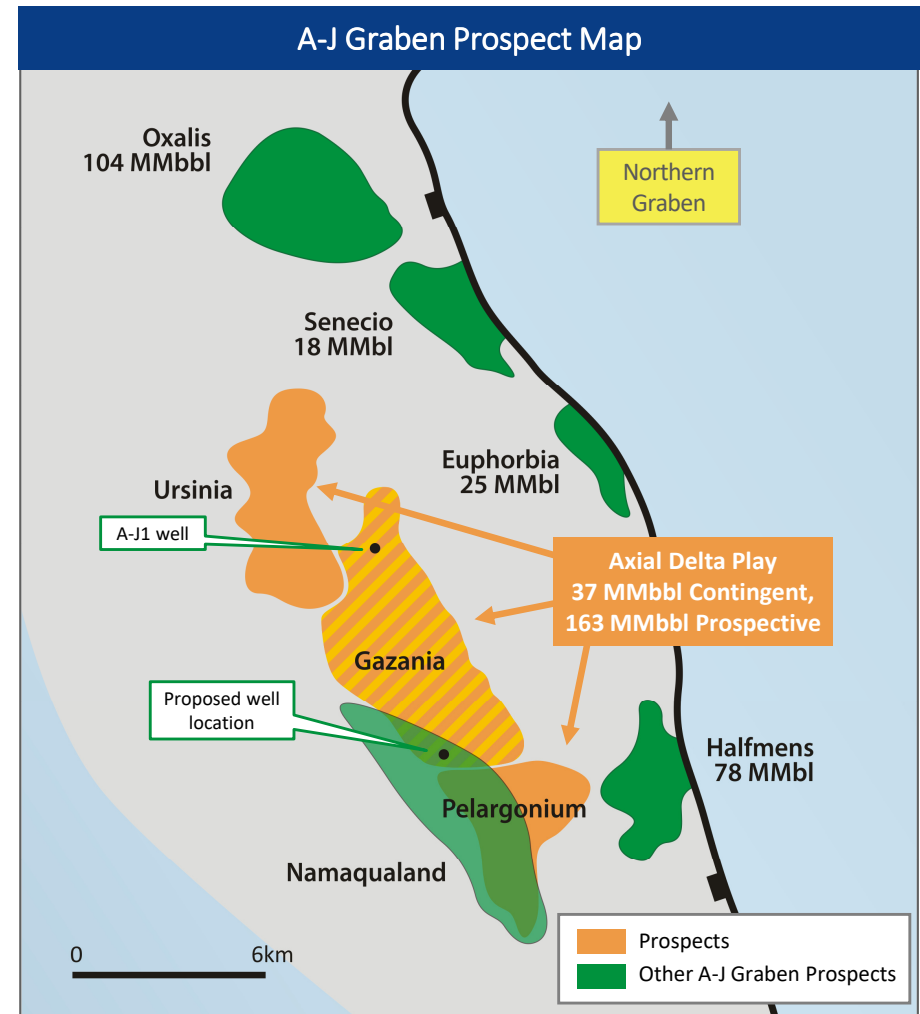 A-J Graben Prospect Map
Oxalis
104 MMbbl
Northern
Graben
Senecio
18 MMbl
Euphorbia
25 MMbl
Ursinia
A-J1 well
Axial Delta Play
37 MMbbl Contingent,
163 MMbbl Prospective
Gazania
Proposed well
location
Halfmens
78 MMbl
Pelargonium
Namaqualand
0 6km
Prospects
Other A-J Graben Prospects